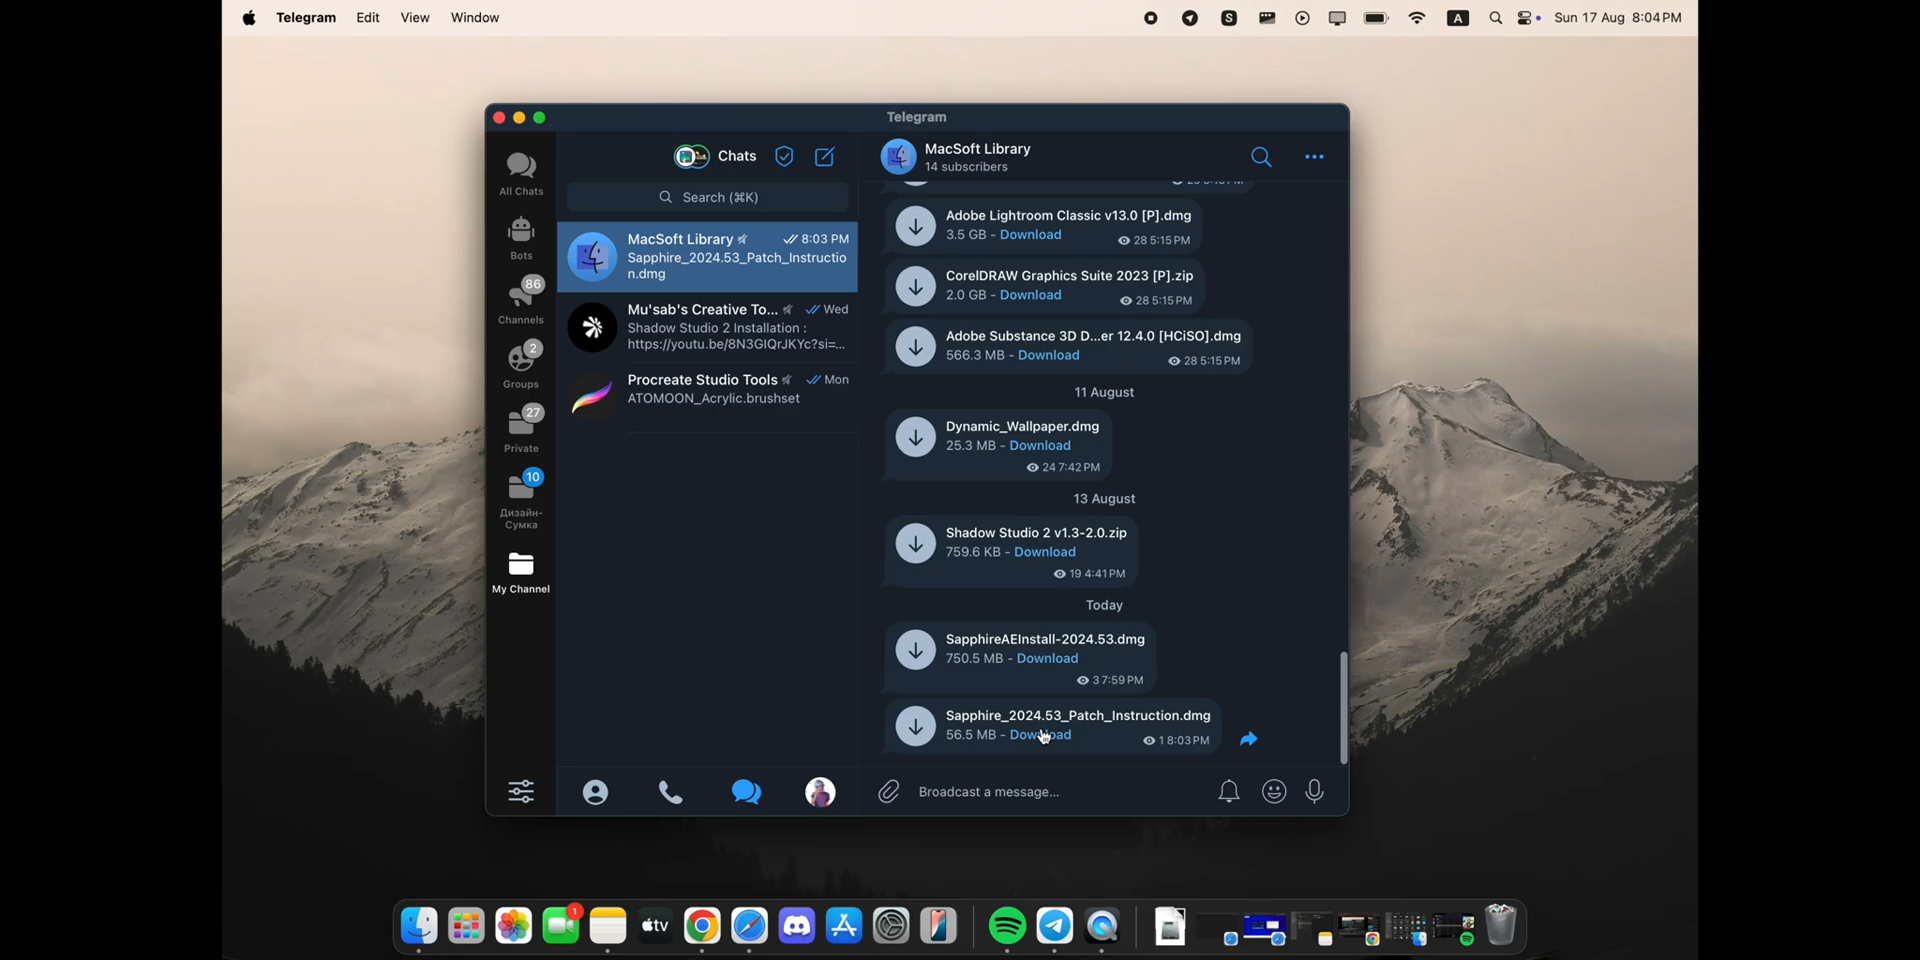 Telegram Edit View Window
S
A
Sun 17 Aug 8:04 PM
Telegram
All Chats
Bots
86
Channels
2
Groups
27
Private
10
Дизайн-
Сумка
My Channel
Chats
Search (⌘K)
MacSoft Library 8:03 PM
Sapphire_2024.53_Patch_Instructio
n.dmg
Mu'sab's Creative To... Wed
Shadow Studio 2 Installation :
https://youtu.be/8N3GIQrJKYc?si=...
Procreate Studio Tools Mon
ATOMOON_Acrylic.brushset
MacSoft Library
14 subscribers
Adobe Lightroom Classic v13.0 [P].dmg
3.5 GB - Download
28 5:15 PM
CorelDRAW Graphics Suite 2023 [P].zip
2.0 GB - Download
28 5:15 PM
Adobe Substance 3D D...er 12.4.0 [HCiSO].dmg
566.3 MB - Download
28 5:15 PM
11 August
Dynamic_Wallpaper.dmg
25.3 MB - Download
24 7:42 PM
13 August
Shadow Studio 2 v1.3-2.0.zip
759.6 KB - Download
19 4:41 PM
Today
SapphireAEInstall-2024.53.dmg
750.5 MB - Download
3 7:59 PM
Sapphire_2024.53_Patch_Instruction.dmg
56.5 MB - Download
1 8:03 PM
Broadcast a message...
1
tv